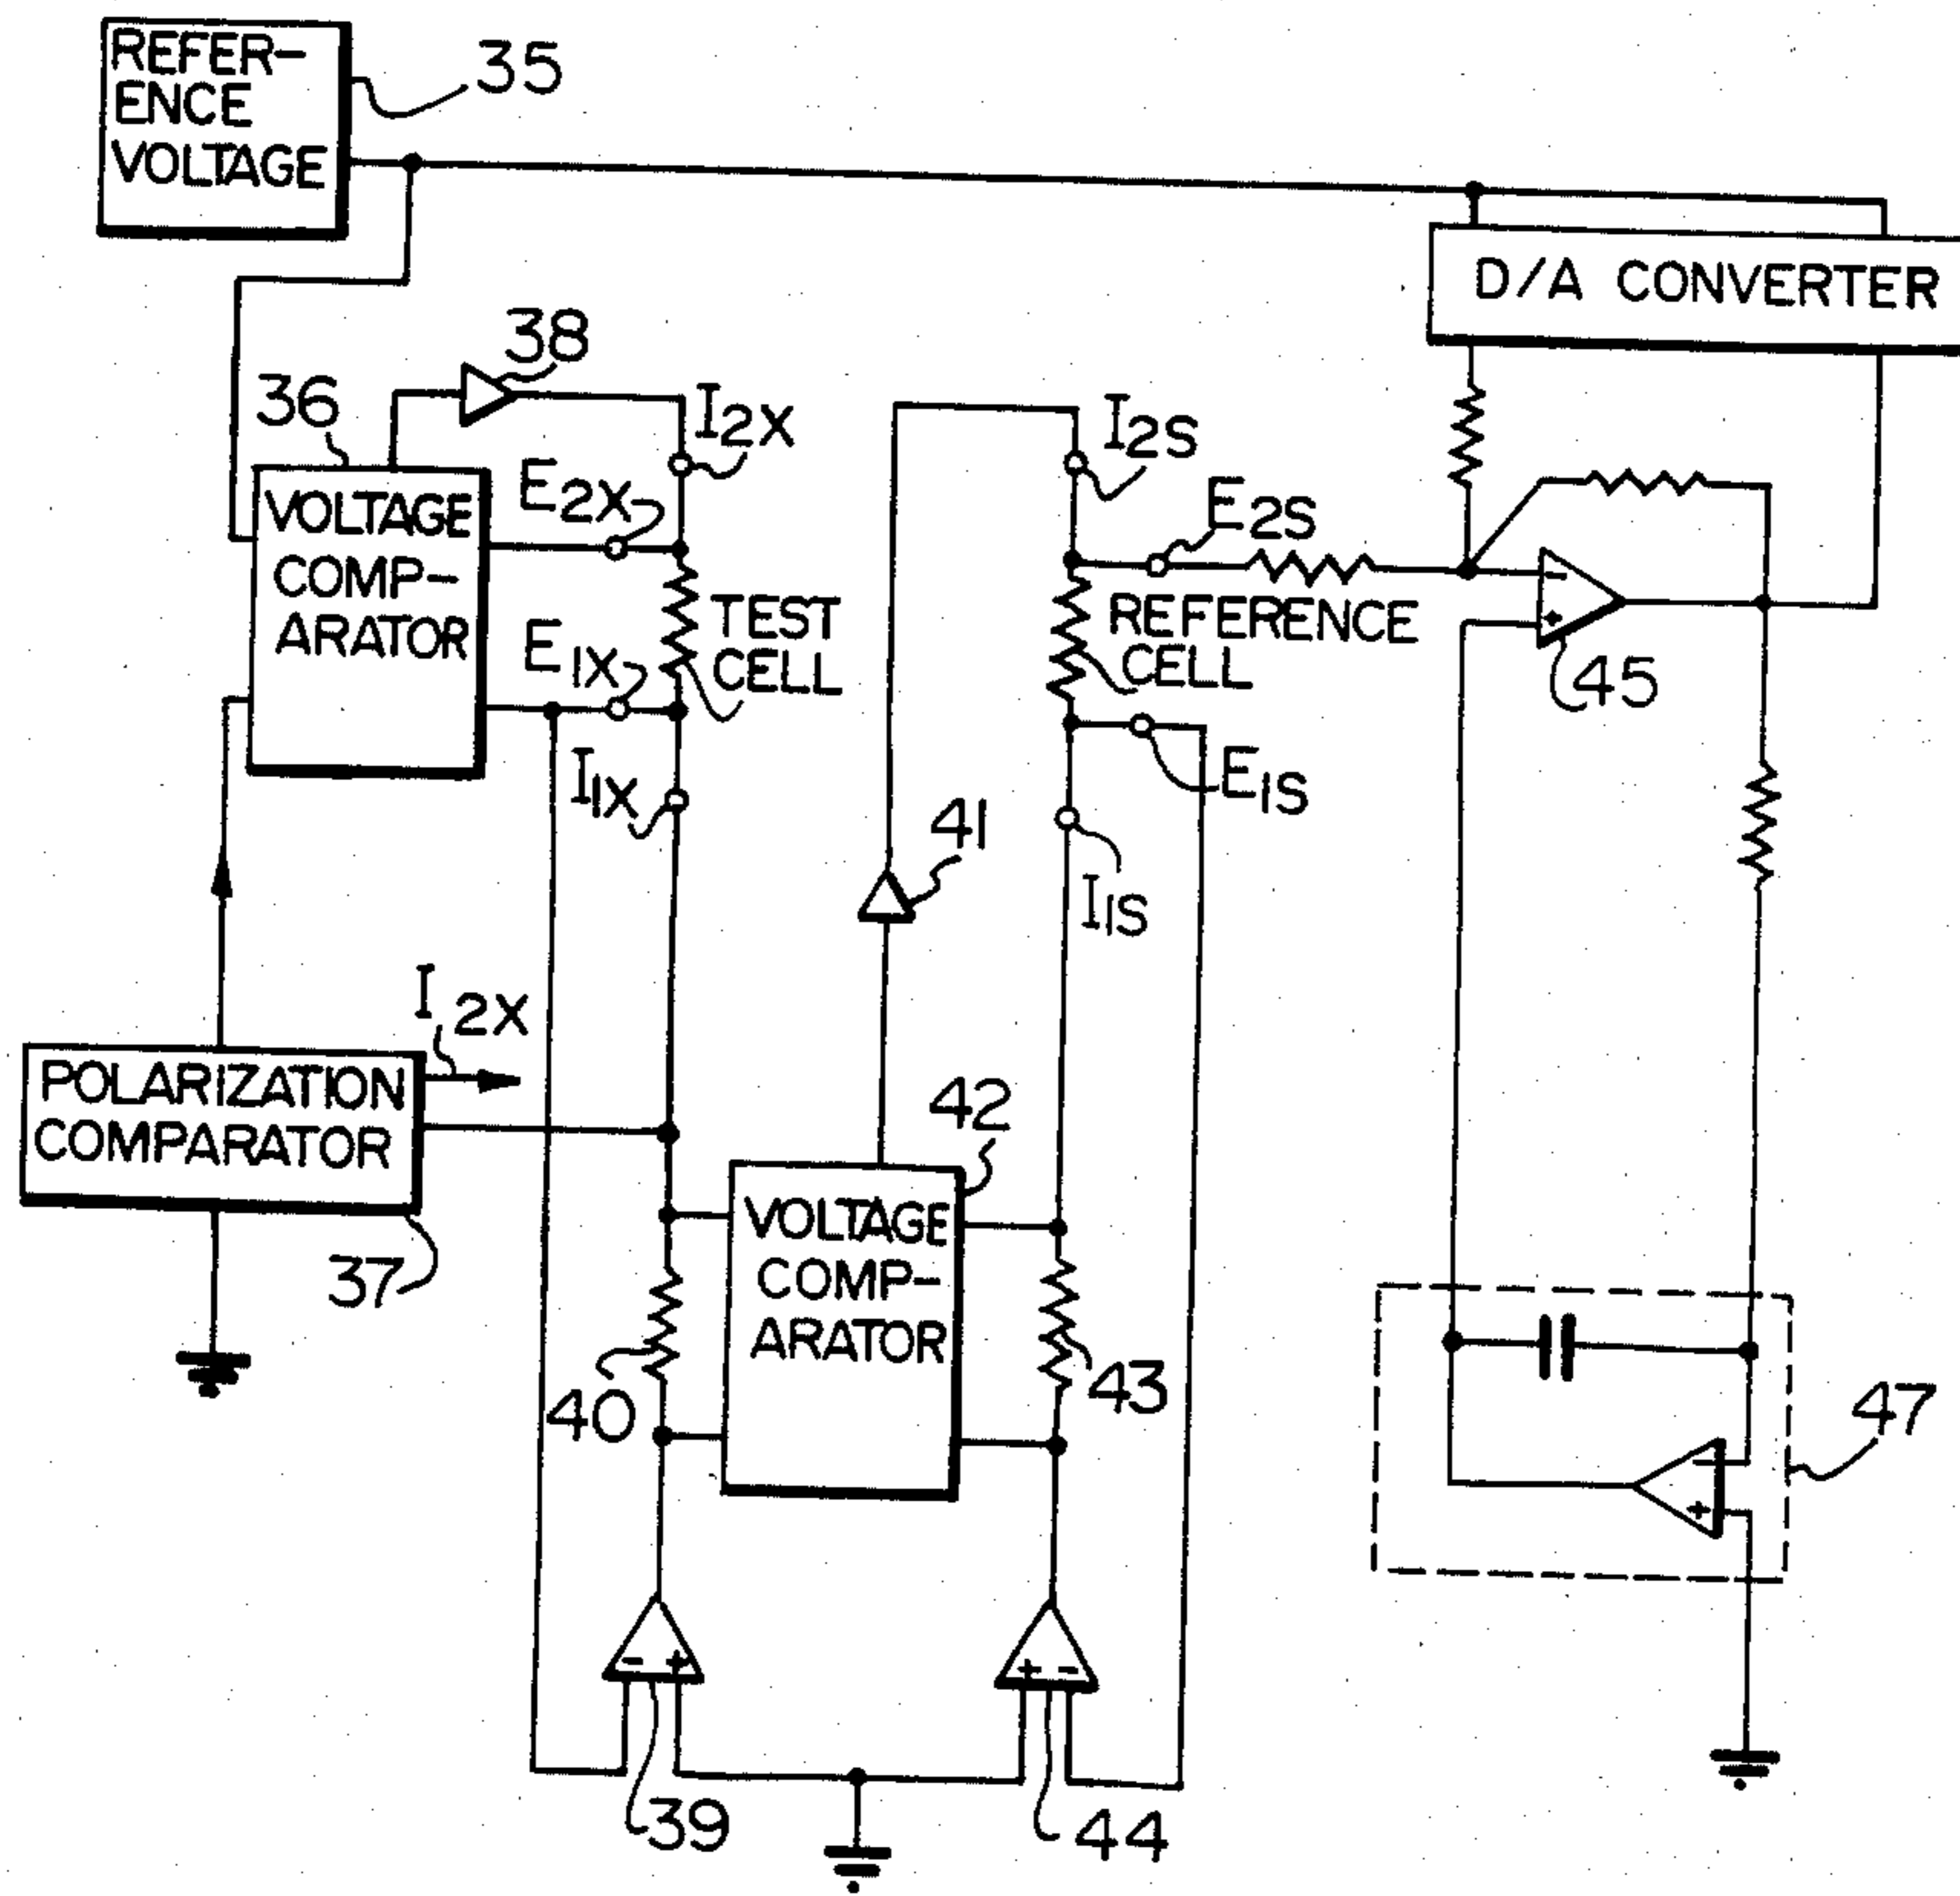 REFER-
ENCE
VOLTAGE
35
D/A CONVERTER
38
36
I2X
I2S
E2X
E2S
VOLTAGE
COMP-
ARATOR
TEST
CELL
REFERENCE
CELL
E1X
-
+
45
I1X
E1S
41
I1S
I2X
POLARIZATION
COMPARATOR
42
37
VOLTAGE
COMP-
ARATOR
40
43
47
-
+
- +
+ -
39
44